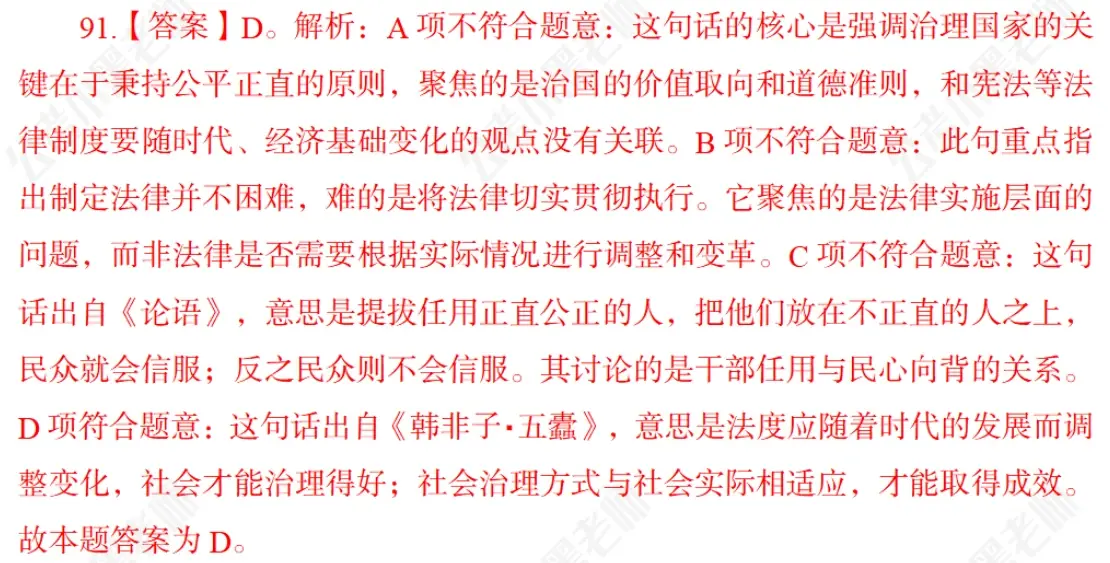 91.【答案】D。解析：A 项不符合题意：这句话的核心是强调治理国家的关
键在于秉持公平正直的原则，聚焦的是治国的价值取向和道德准则，和宪法等法
律制度要随时代、经济基础变化的观点没有关联。B 项不符合题意：此句重点指
出制定法律并不困难，难的是将法律切实贯彻执行。它聚焦的是法律实施层面的
问题，而非法律是否需要根据实际情况进行调整和变革。C 项不符合题意：这句
话出自《论语》，意思是提拔任用正直公正的人，把他们放在不正直的人之上，
民众就会信服；反之民众则不会信服。其讨论的是干部任用与民心向背的关系。
D 项符合题意：这句话出自《韩非子·五蠹》，意思是法度应随着时代的发展而调
整变化，社会才能治理得好；社会治理方式与社会实际相适应，才能取得成效。
故本题答案为 D。